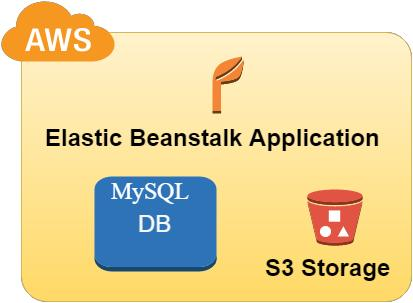 AWS
Elastic Beanstalk Application
MySQL
DB
S3 Storage